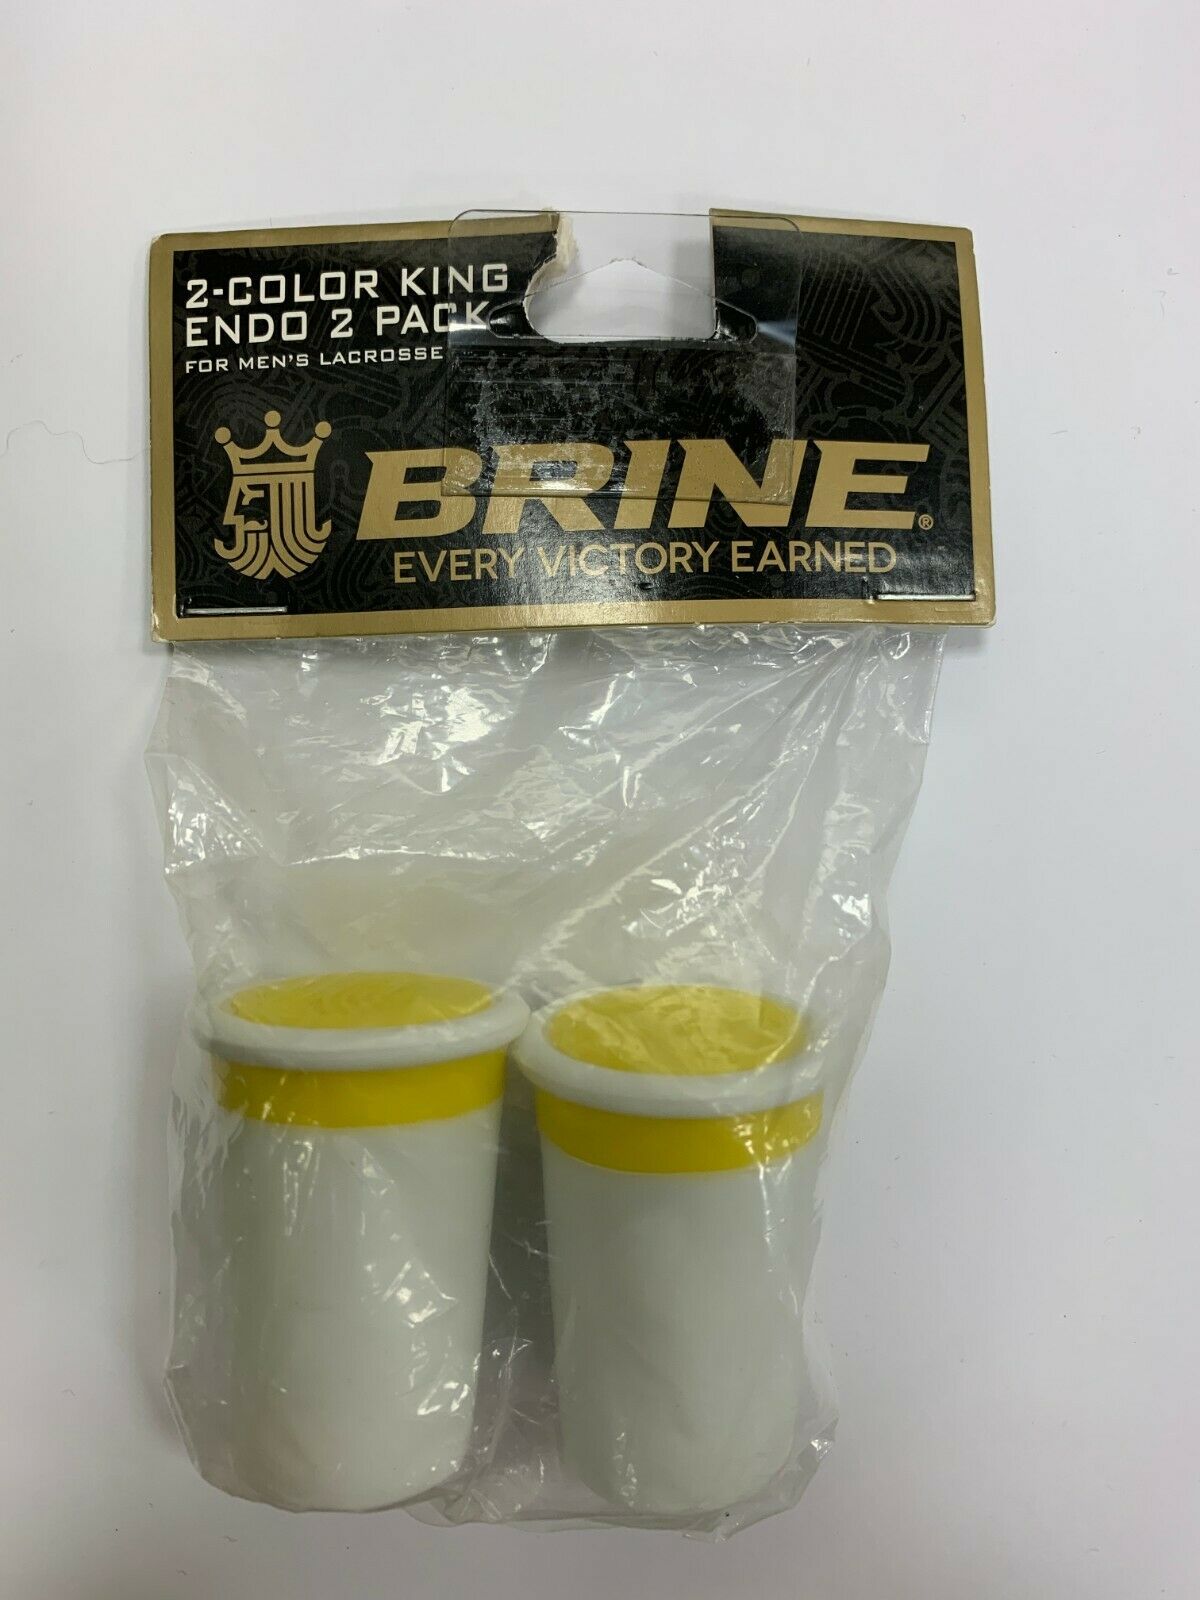 2-COLOR KING
ENDO 2 PACK
FOR MEN'S LACROSSE
BRINE®
EVERY VICTORY EARNED